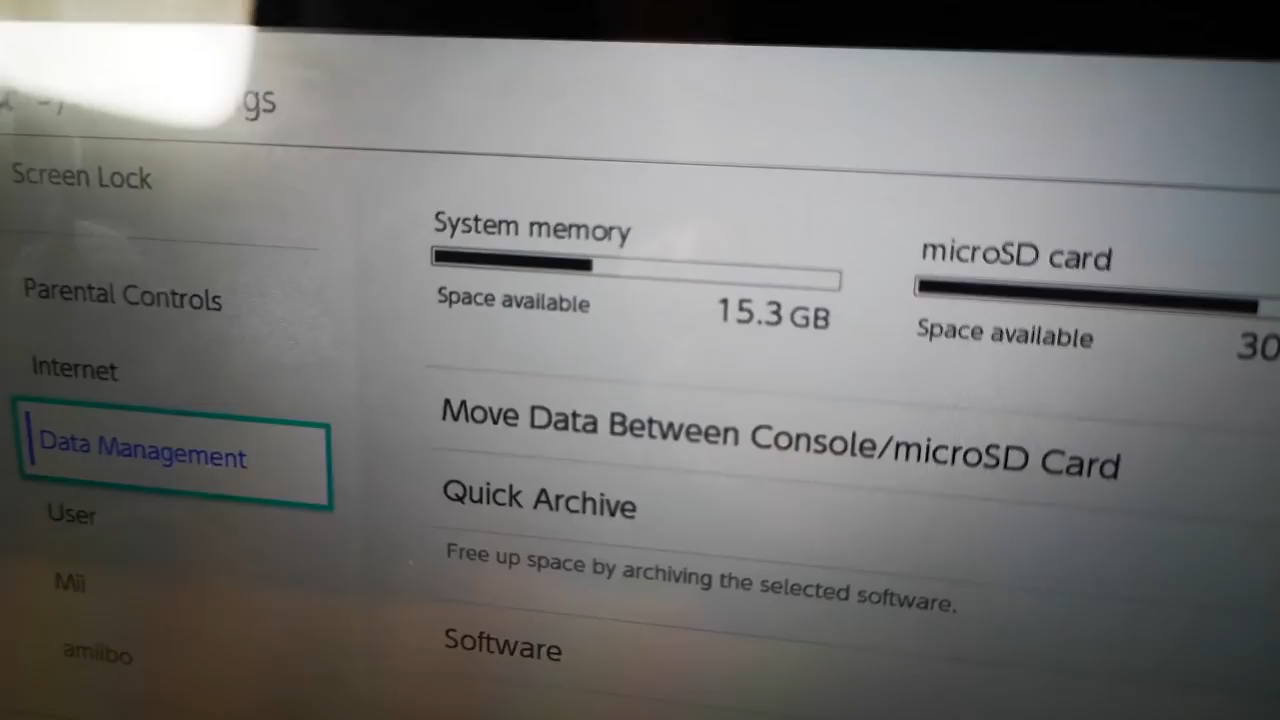 gs
Screen Lock
Parental Controls
Internet
Data Management
User
Mii
amiibo
System memory
Space available 15.3 GB
microSD card
Space available 30
Move Data Between Console/microSD Card
Quick Archive
Free up space by archiving the selected software.
Software